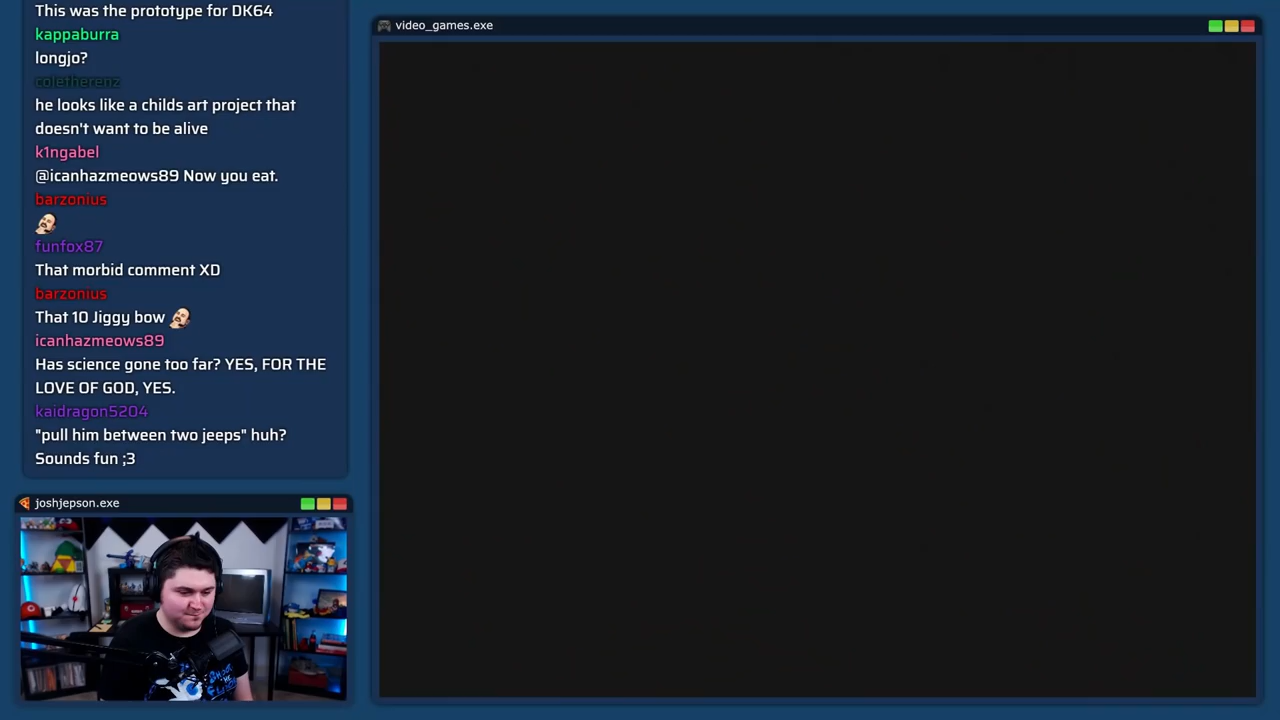 This was the prototype for DK64
kappaburra
longjo?
coletherenz
he looks like a childs art project that
doesn't want to be alive
k1ngabel
@icanhazmeows89 Now you eat.
barzonius
funfox87
That morbid comment XD
barzonius
That 10 Jiggy bow
icanhazmeows89
Has science gone too far? YES, FOR THE
LOVE OF GOD, YES.
kaidragon5204
"pull him between two jeeps" huh?
Sounds fun ;3
joshjepson.exe
video_games.exe